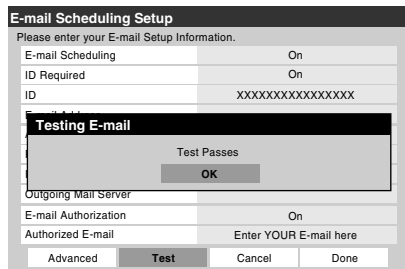 E-mail Scheduling Setup
Please enter your E-mail Setup Information.
E-mail Scheduling On
ID Required On
ID XXXXXXXXXXXXXXXX
Testing E-mail
Test Passes
OK
Outgoing Mail Server
E-mail Authorization On
Authorized E-mail Enter YOUR E-mail here
Advanced Test Cancel Done